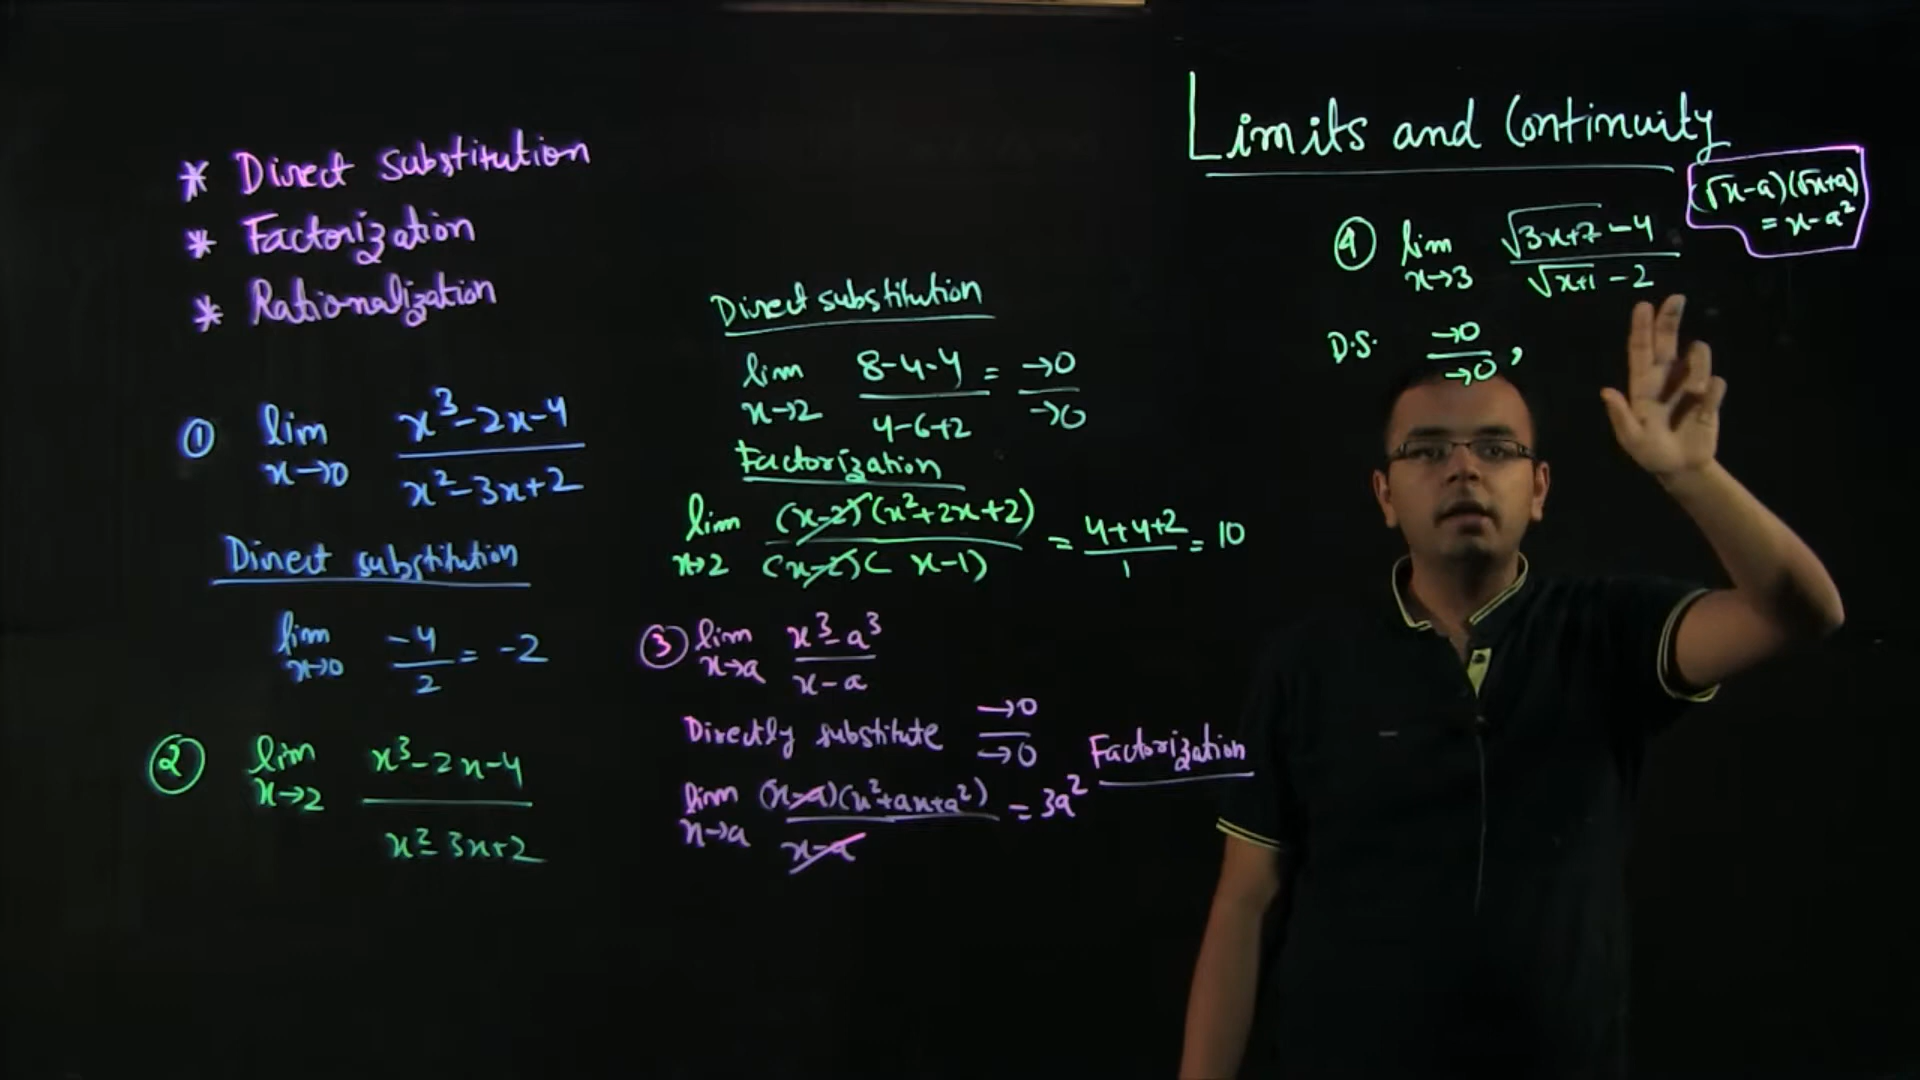 Limits and Continuity
* Direct substitution
* Factorization
* Rationalization
① lim x→0 (x³-2x-4)/(x²-3x+2)
Direct substitution
lim x→0 -4/2 = -2
② lim x→2 (x³-2x-4)/(x²-3x+2)
Direct substitution
lim x→2 (8-4-4)/(4-6+2) = →0/→0
Factorization
lim x→2 (x-2)(x²+2x+2)/(x-2)(x-1) = (4+4+2)/1 = 10
③ lim x→a (x³-a³)/(x-a)
Directly substitute →0/→0 Factorization
lim x→a (x-a)(x²+ax+a²)/(x-a) = 3a²
④ lim x→3 (√3x+7 -4)/(√x+1 -2)
(√x-a)(√x+a)
= x-a²
D.S. →0/→0 ,